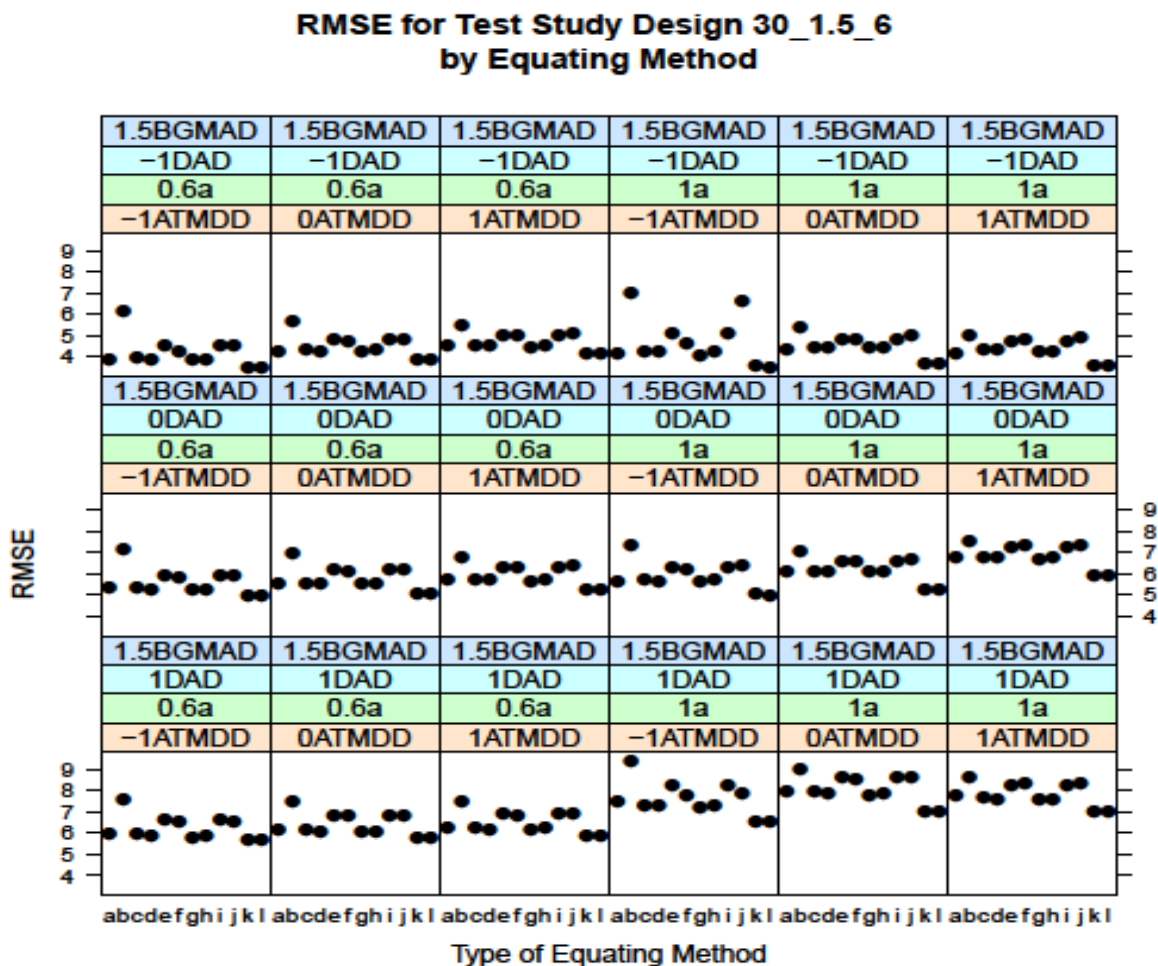 RMSE for Test Study Design 30_1.5_6
by Equating Method
1.5BGMAD 1.5BGMAD 1.5BGMAD 1.5BGMAD 1.5BGMAD 1.5BGMAD
−1DAD −1DAD −1DAD −1DAD −1DAD −1DAD
0.6a 0.6a 0.6a 1a 1a 1a
−1ATMDD 0ATMDD 1ATMDD −1ATMDD 0ATMDD 1ATMDD
9
8
7
6
5
4
1.5BGMAD 1.5BGMAD 1.5BGMAD 1.5BGMAD 1.5BGMAD 1.5BGMAD
0DAD 0DAD 0DAD 0DAD 0DAD 0DAD
0.6a 0.6a 0.6a 1a 1a 1a
−1ATMDD 0ATMDD 1ATMDD −1ATMDD 0ATMDD 1ATMDD
RMSE
9
8
7
6
5
4
1.5BGMAD 1.5BGMAD 1.5BGMAD 1.5BGMAD 1.5BGMAD 1.5BGMAD
1DAD 1DAD 1DAD 1DAD 1DAD 1DAD
0.6a 0.6a 0.6a 1a 1a 1a
−1ATMDD 0ATMDD 1ATMDD −1ATMDD 0ATMDD 1ATMDD
9
8
7
6
5
4
abcdefghijkl abcdefghijkl abcdefghijkl abcdefghijkl abcdefghijkl abcdefghijkl
Type of Equating Method